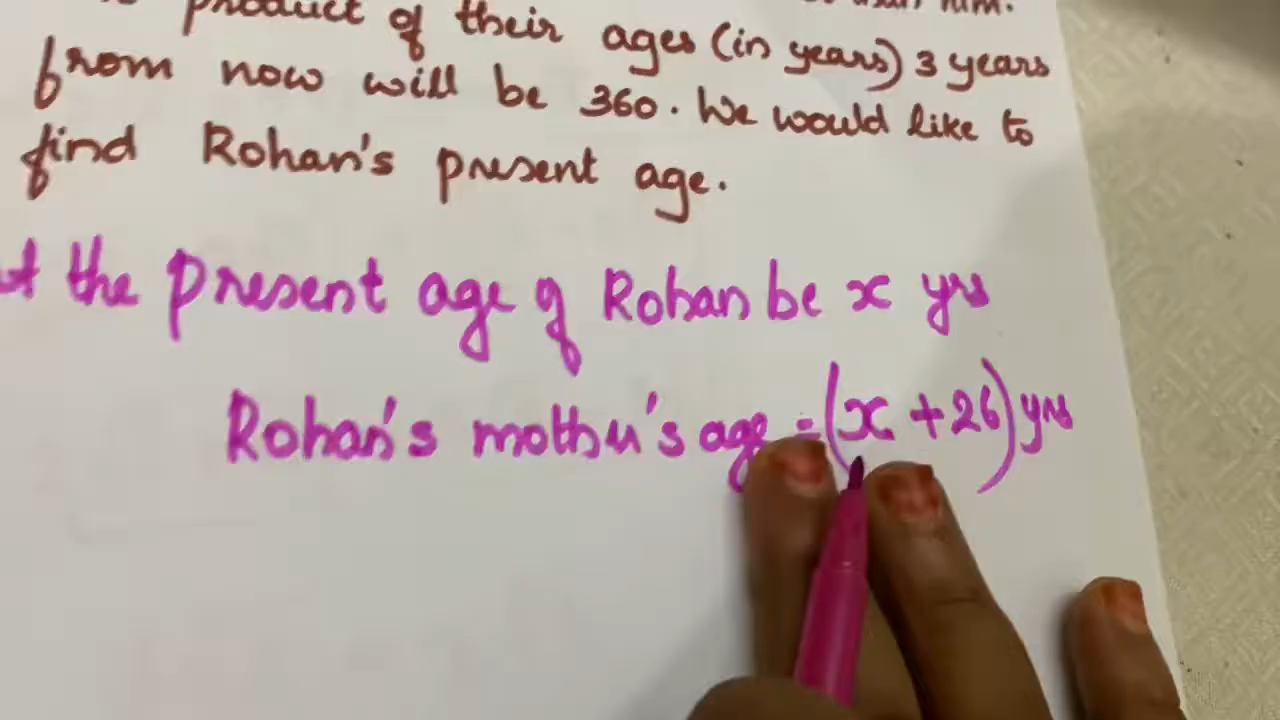 product of their ages (in years) 3 years
from now will be 360. We would like to
find Rohan's present age.
the present age of Rohan be x yrs
Rohan's mother's age = (x + 26) yrs